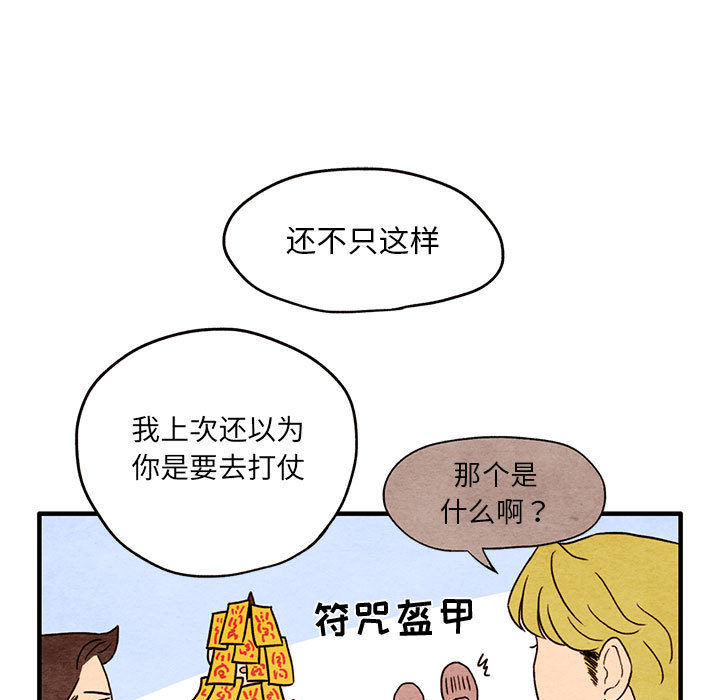 还不只这样
我上次还以为
你是要去打仗
那个是
什么啊？
符咒盔甲